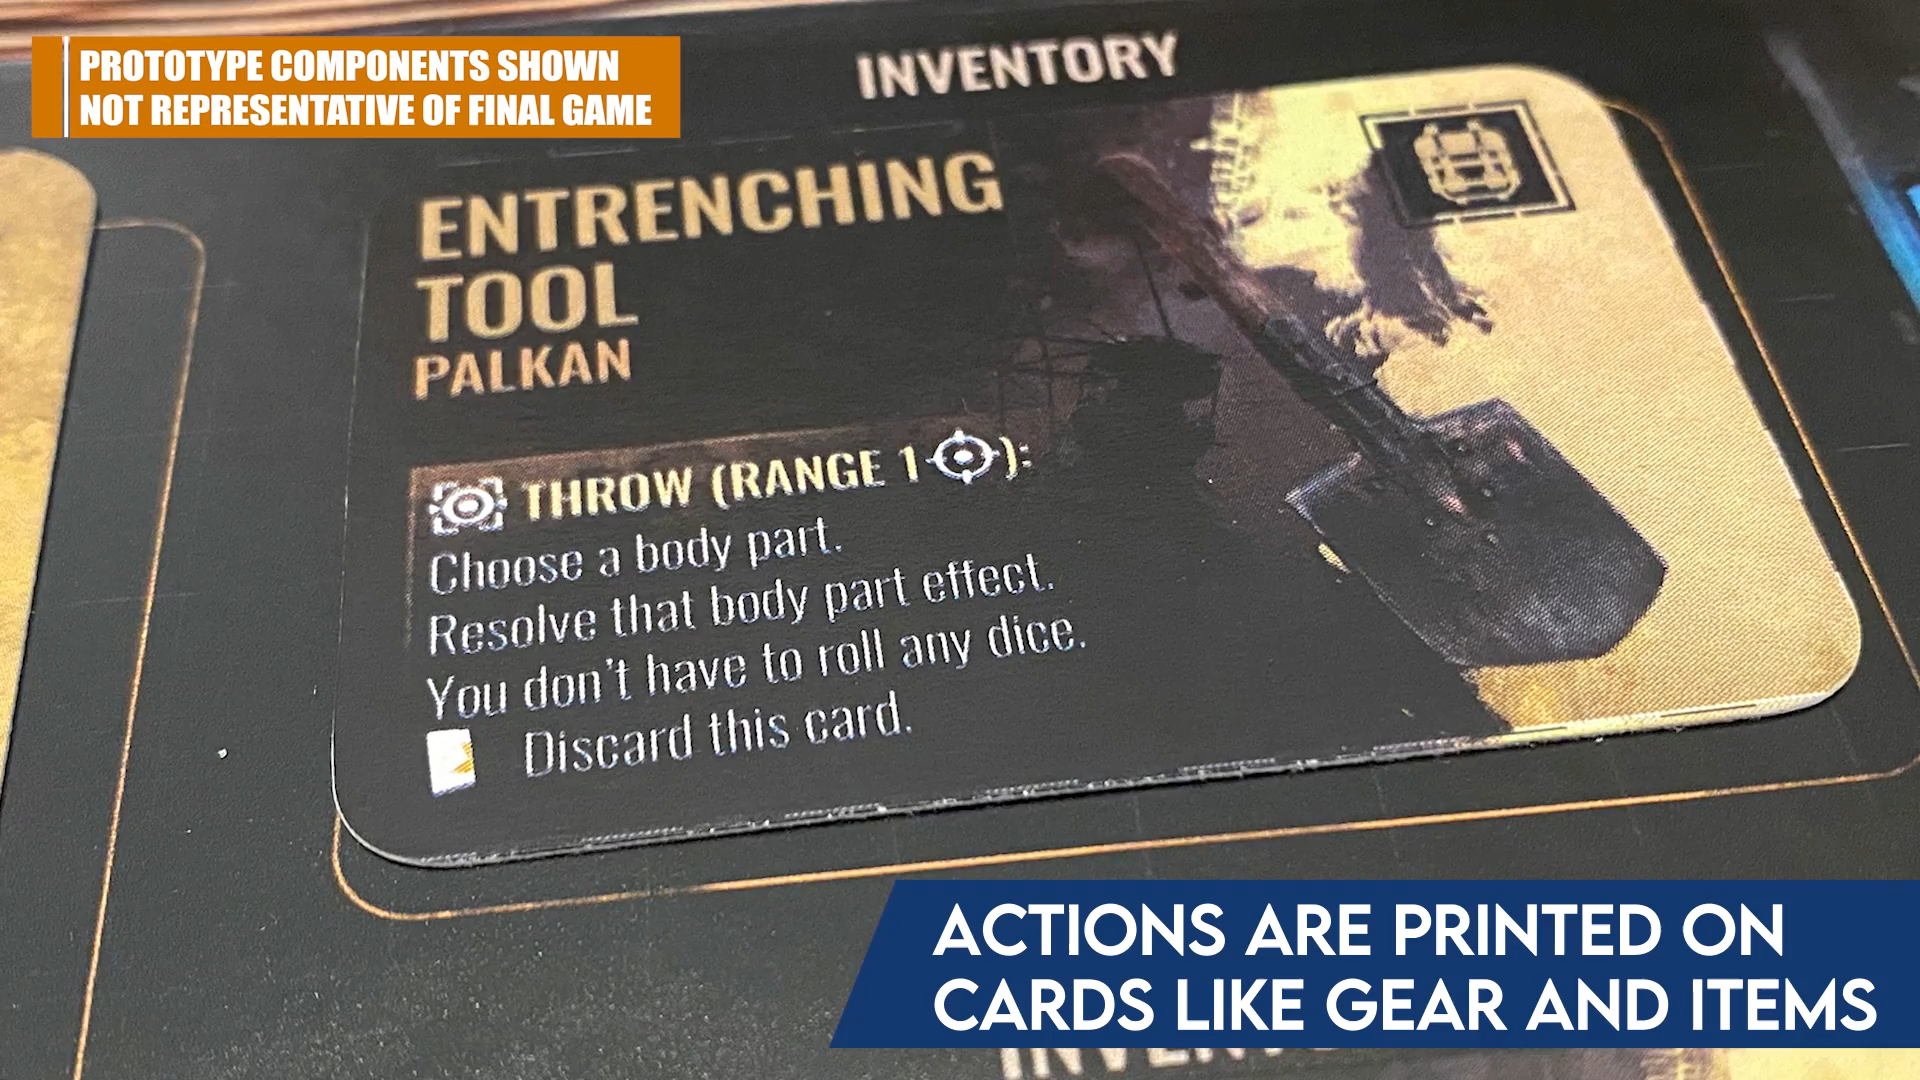 PROTOTYPE COMPONENTS SHOWN
NOT REPRESENTATIVE OF FINAL GAME
INVENTORY
ENTRENCHING
TOOL
PALKAN
THROW (RANGE 1 ):
Choose a body part.
Resolve that body part effect.
You don't have to roll any dice.
Discard this card.
ACTIONS ARE PRINTED ON
CARDS LIKE GEAR AND ITEMS